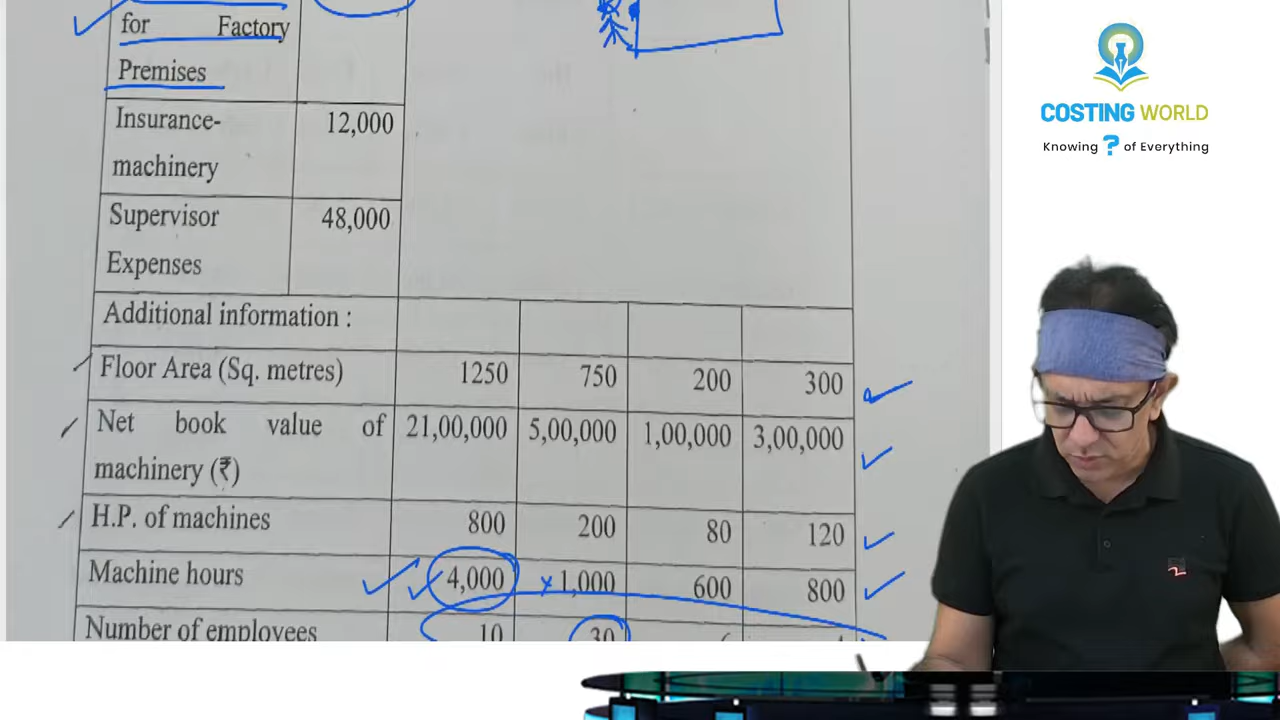 for Factory
Premises
Insurance-
machinery
12,000
Supervisor
Expenses
48,000
Additional information :
Floor Area (Sq. metres) 1250 750 200 300
Net book value of
machinery (₹)
21,00,000 5,00,000 1,00,000 3,00,000
H.P. of machines 800 200 80 120
Machine hours 4,000 1,000 600 800
Number of employees 10 30
COSTING WORLD
Knowing ? of Everything